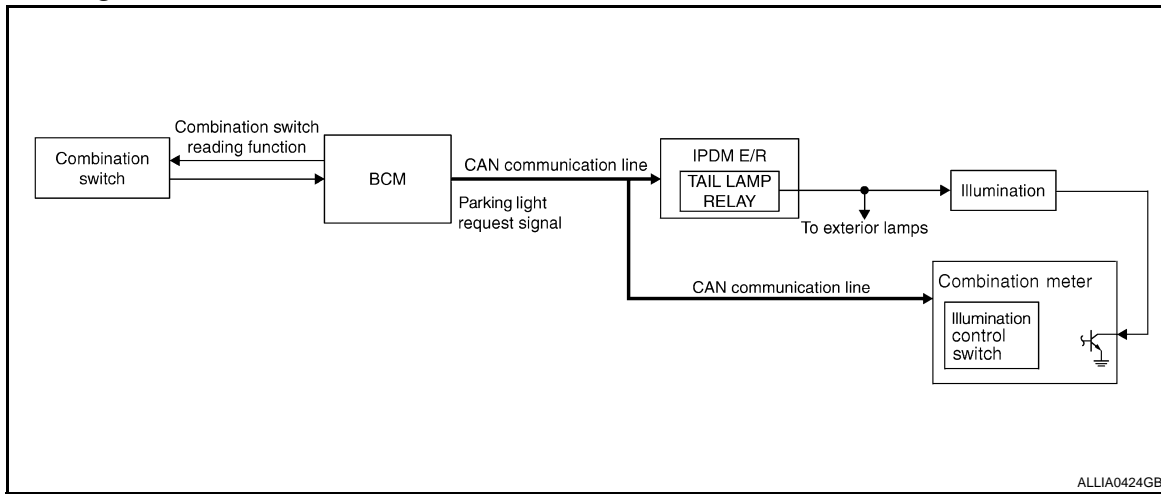 Combination switch
reading function
Combination
switch
BCM
CAN communication line
Parking light
request signal
IPDM E/R
TAIL LAMP
RELAY
To exterior lamps
Illumination
CAN communication line
Combination meter
Illumination
control
switch
ALLIA0424GB